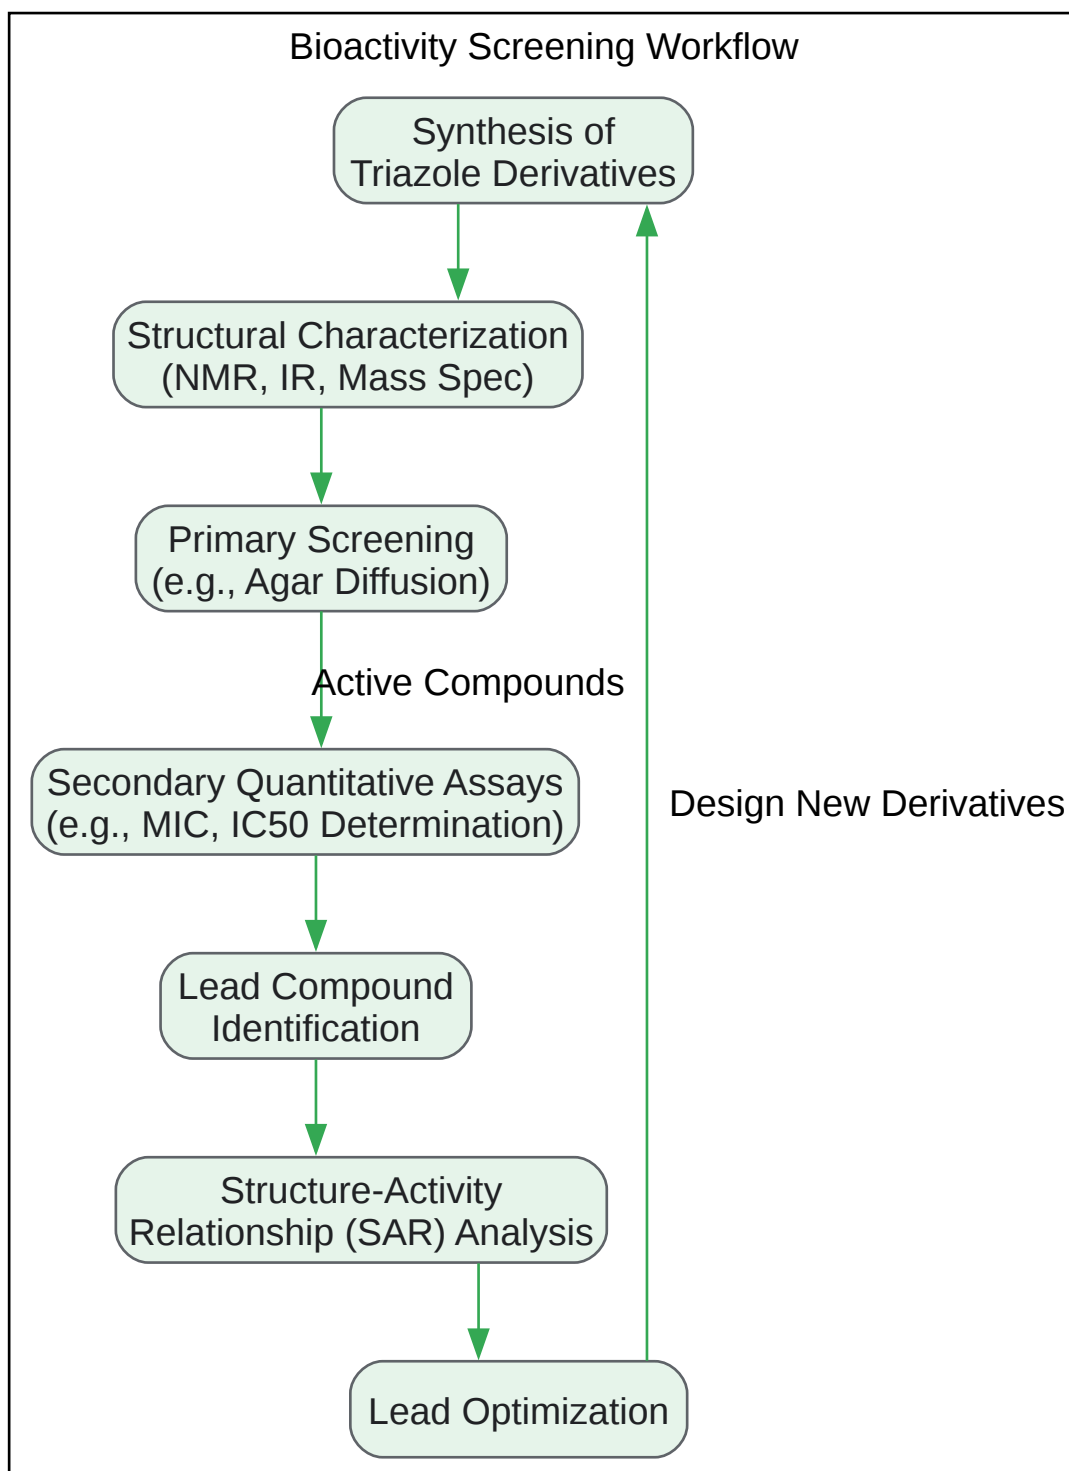 Bioactivity Screening Workflow
Synthesis of
Triazole Derivatives
Structural Characterization
(NMR, IR, Mass Spec)
Primary Screening
(e.g., Agar Diffusion)
Active Compounds
Secondary Quantitative Assays
(e.g., MIC, IC50 Determination)
Design New Derivatives
Lead Compound
Identification
Structure-Activity
Relationship (SAR) Analysis
Lead Optimization